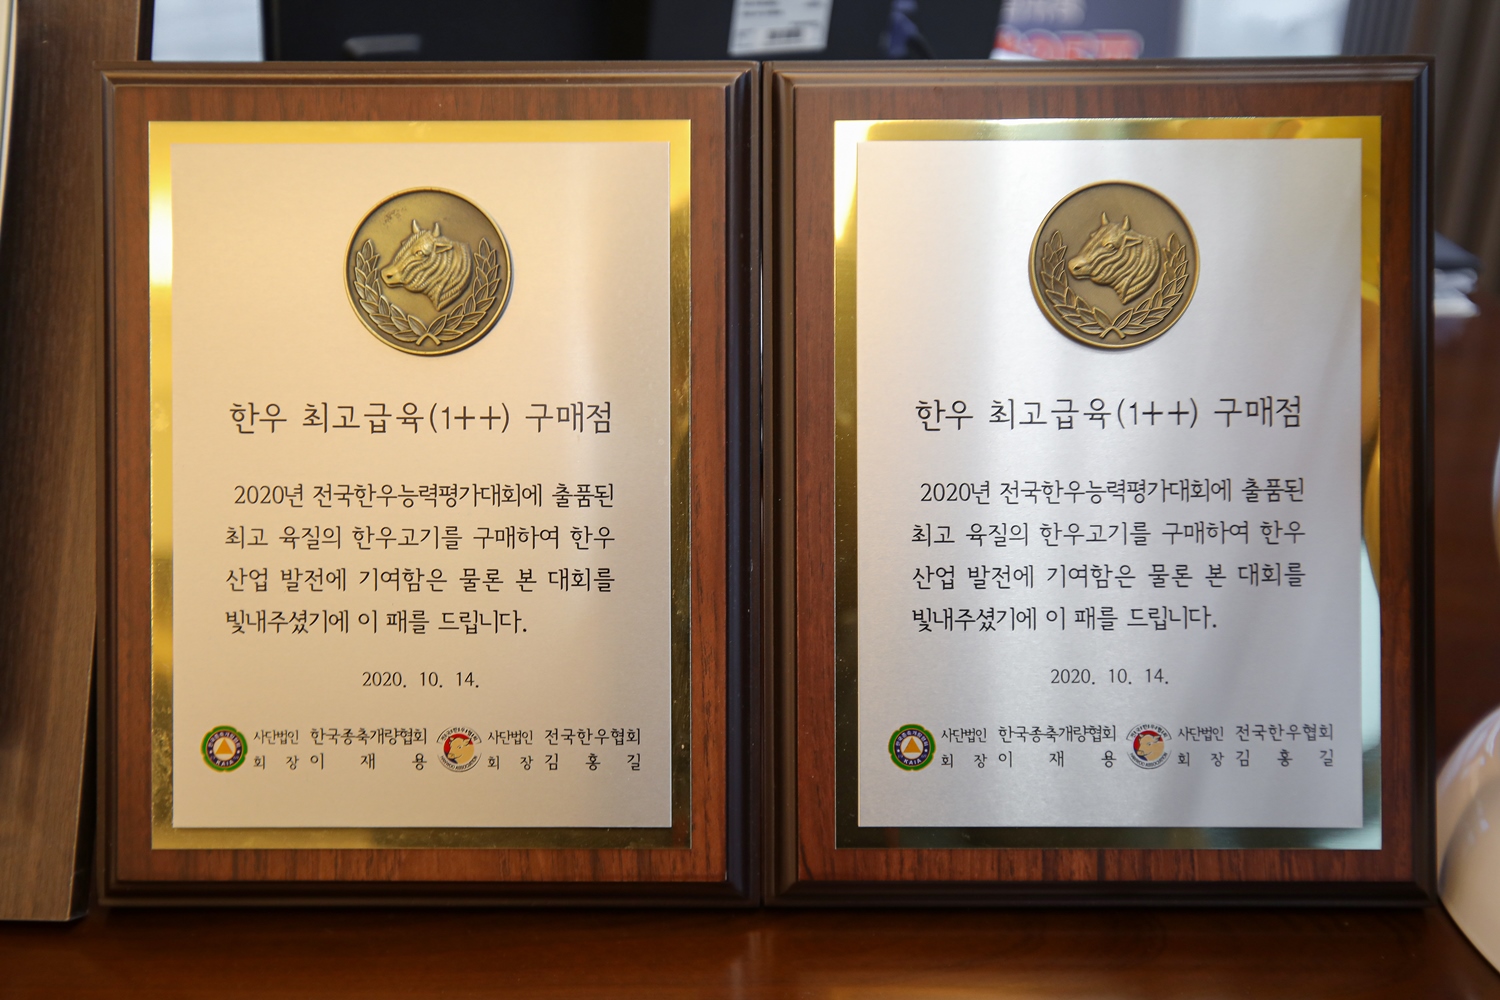 한우 최고급육(1++) 구매점
2020년 전국한우능력평가대회에 출품된
최고 육질의 한우고기를 구매하여 한우
산업 발전에 기여함은 물론 본 대회를
빛내주셨기에 이 패를 드립니다.
2020. 10. 14.
사단법인 한국종축개량협회 사단법인 전국한우협회
회 장 이 재 용 회 장 김 홍 길
KAIA
한우 최고급육(1++) 구매점
2020년 전국한우능력평가대회에 출품된
최고 육질의 한우고기를 구매하여 한우
산업 발전에 기여함은 물론 본 대회를
빛내주셨기에 이 패를 드립니다.
2020. 10. 14.
사단법인 한국종축개량협회 사단법인 전국한우협회
회 장 이 재 용 회 장 김 홍 길
KAIA